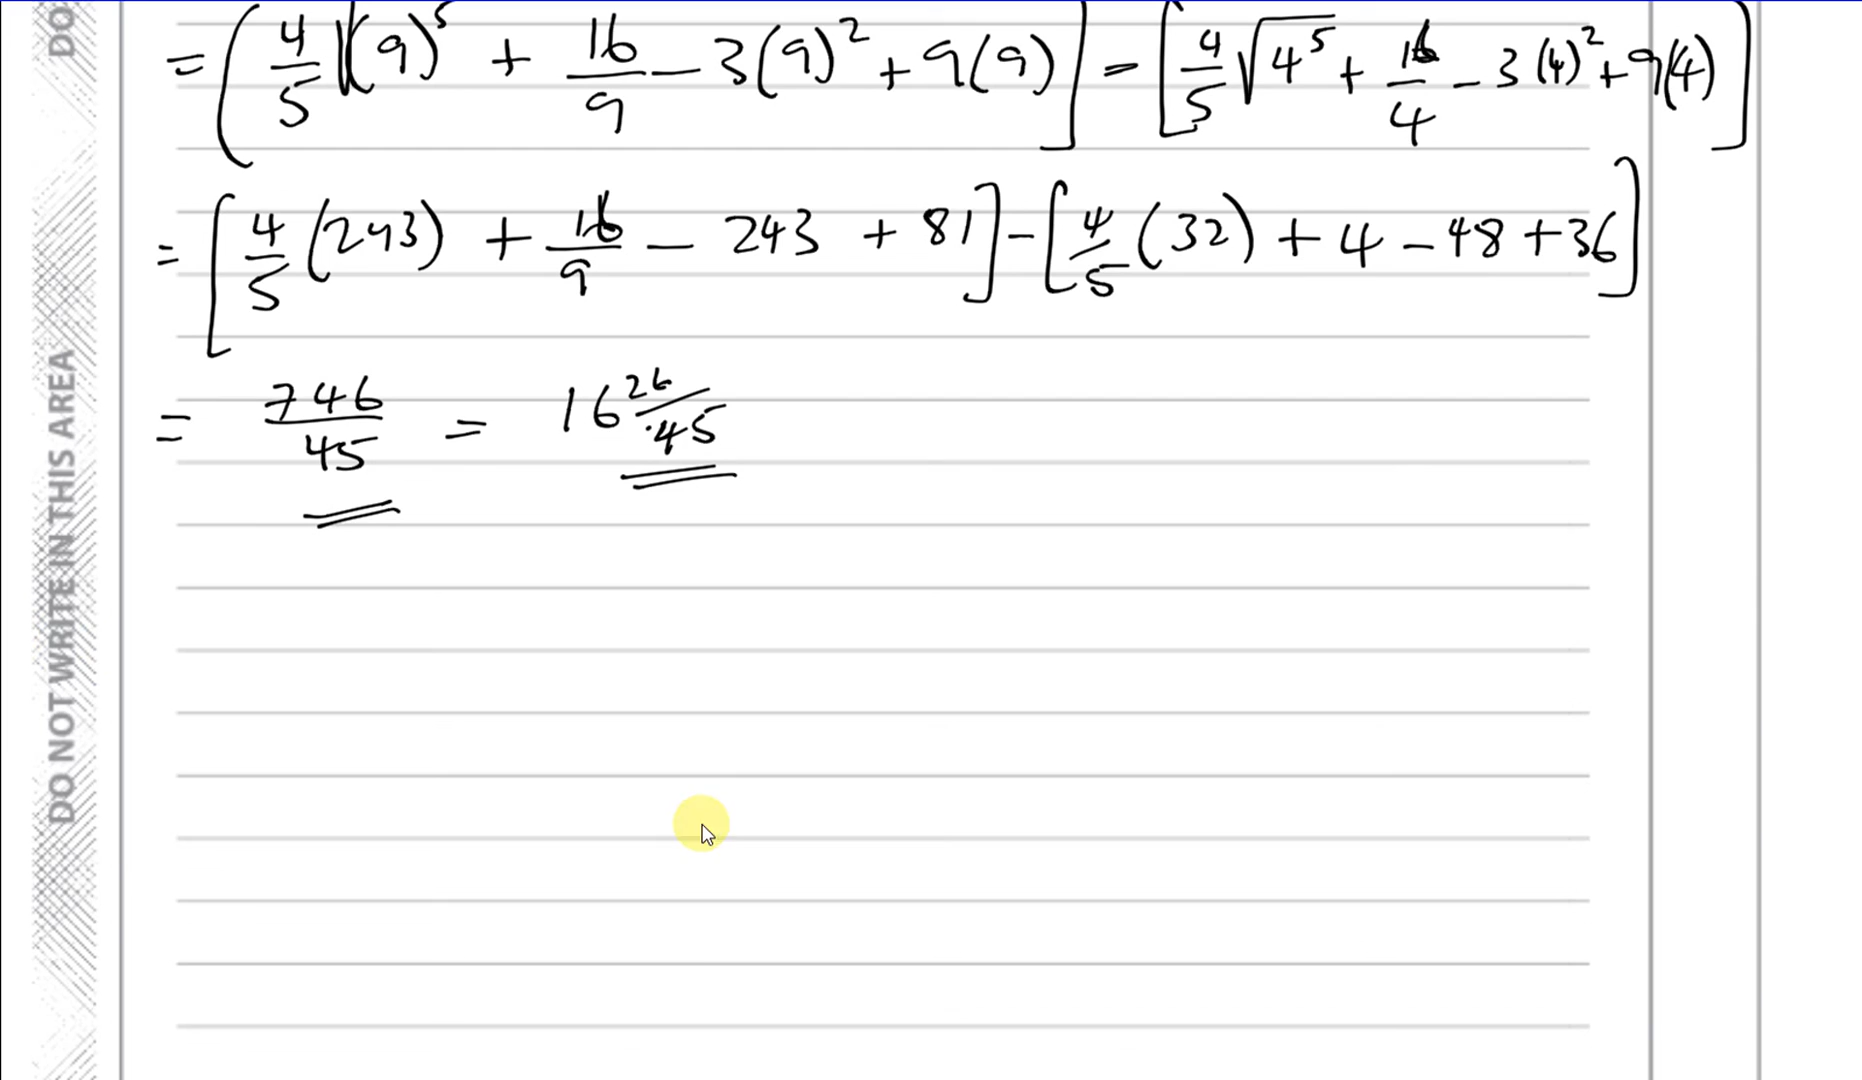 = ( 4/5 √(9)^5 + 16/9 - 3(9)^2 + 9(9) ] - [ 4/5 √4^5 + 16/4 - 3(4)^2 + 9(4) ]
= [ 4/5 (243) + 16/9 - 243 + 81 ] - [ 4/5 (32) + 4 - 48 + 36 ]
= 746/45 = 16 26/45
DO NOT WRITE IN THIS AREA
DO